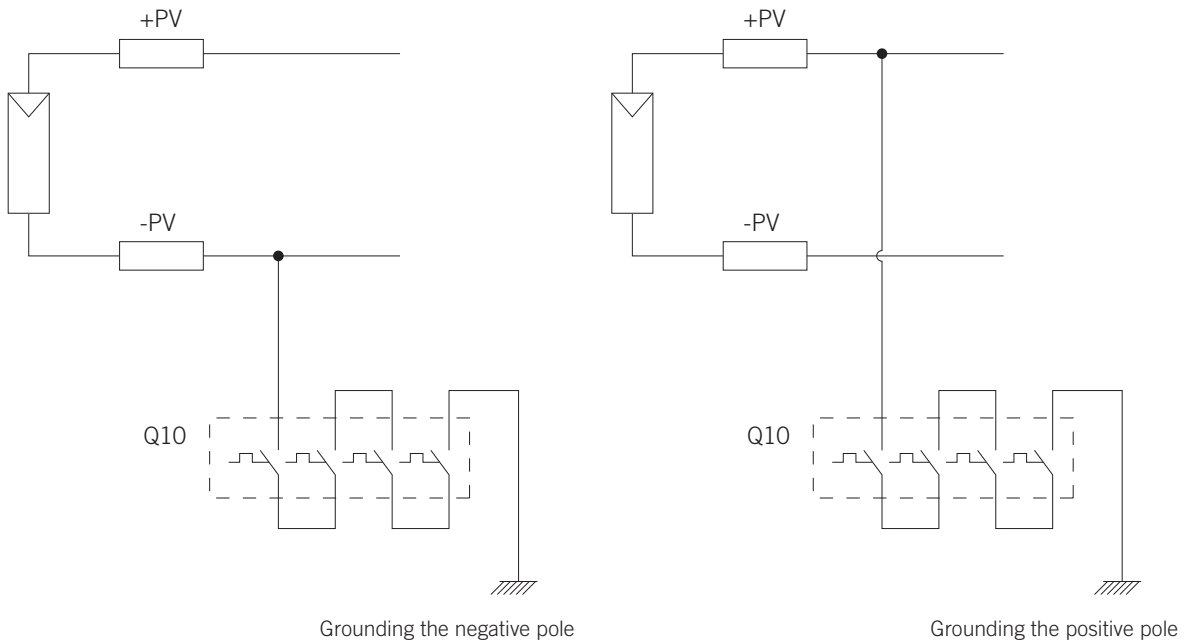 +PV
-PV
Q10
Grounding the negative pole
+PV
-PV
Q10
Grounding the positive pole